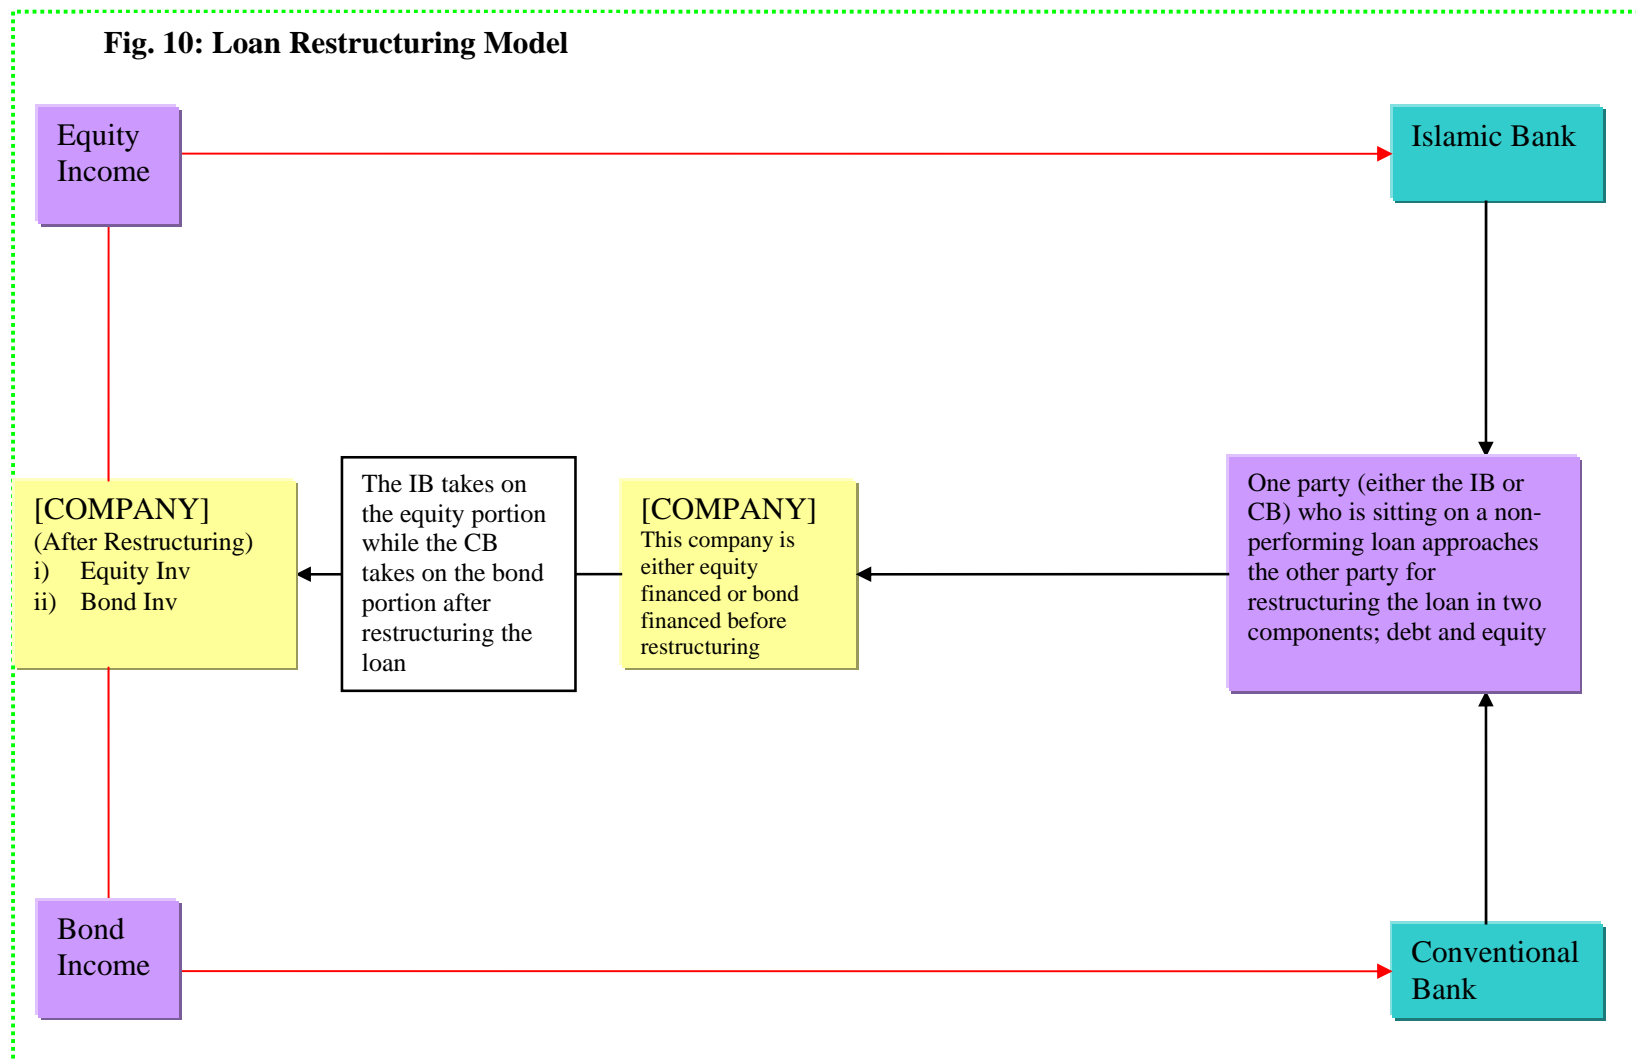 Fig. 10: Loan Restructuring Model
Equity
Income
Islamic Bank
[COMPANY]
(After Restructuring)
i) Equity Inv
ii) Bond Inv
The IB takes on
the equity portion
while the CB
takes on the bond
portion after
restructuring the
loan
[COMPANY]
This company is
either equity
financed or bond
financed before
restructuring
One party (either the IB or
CB) who is sitting on a non-
performing loan approaches
the other party for
restructuring the loan in two
components; debt and equity
Bond
Income
Conventional
Bank